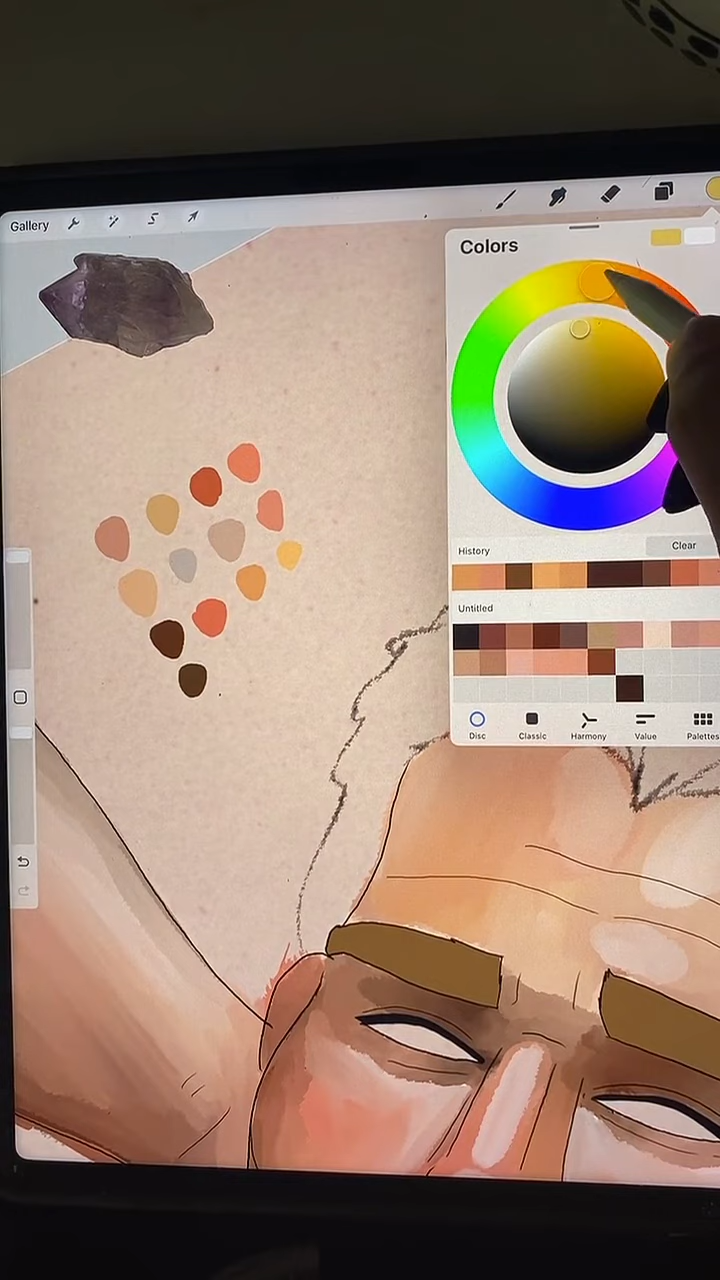 Gallery
Colors
History
Clear
Untitled
Disc
Classic
Harmony
Value
Palettes